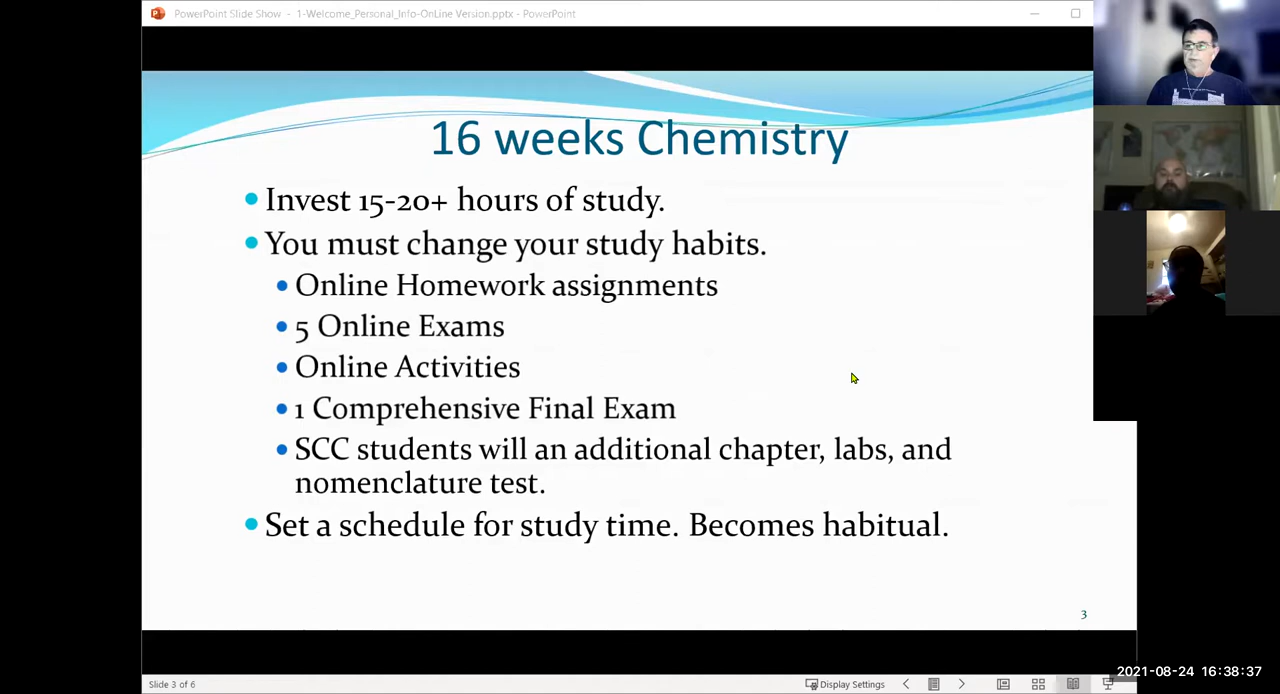 PowerPoint Slide Show - 1-Welcome_Personal_Info-OnLine Version.pptx - PowerPoint
16 weeks Chemistry
Invest 15-20+ hours of study.
You must change your study habits.
Online Homework assignments
5 Online Exams
Online Activities
1 Comprehensive Final Exam
SCC students will an additional chapter, labs, and
nomenclature test.
Set a schedule for study time. Becomes habitual.
3
2021-08-24 16:38:37
Slide 3 of 6
Display Settings